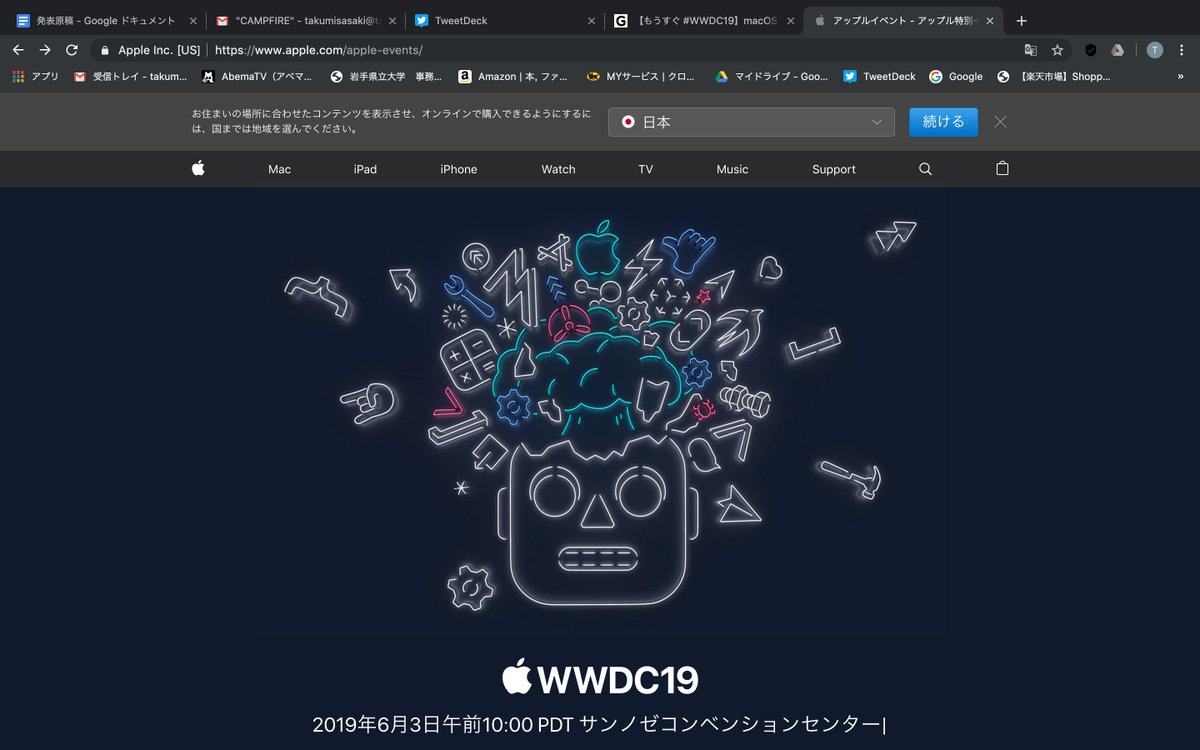 発表原稿 - Google ドキュメント
"CAMPFIRE" - takumisasaki@ta
TweetDeck
【もうすぐ #WWDC19】macOS
アップルイベント - アップル特別イ
Apple Inc. [US] https://www.apple.com/apple-events/
T
アプリ 受信トレイ - takum... AbemaTV（アベマ... 岩手県立大学 事務... Amazon | 本, ファ... MYサービス | クロ... マイドライブ - Goo... TweetDeck Google 【楽天市場】Shopp... »
お住まいの場所に合わせたコンテンツを表示させ、オンラインで購入できるようにするに
は、国または地域を選んでください。
日本
続ける
Mac iPad iPhone Watch TV Music Support
WWDC19
2019年6月3日午前10:00 PDT サンノゼコンベンションセンター|